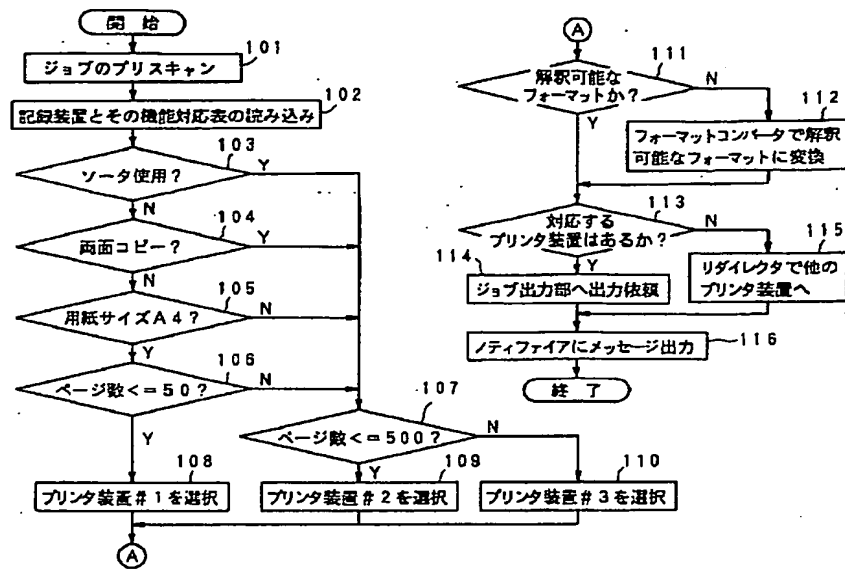 開 始
101
ジョブのプリスキャン
102
記録装置とその機能対応表の読み込み
103
ソータ使用?
Y
N
104
両面コピー?
Y
N
105
用紙サイズA4?
N
Y
106
ページ数<=50?
N
Y
107
ページ数<=500?
N
Y
108
プリンタ装置#1を選択
109
プリンタ装置#2を選択
110
プリンタ装置#3を選択
A
A
111
解釈可能な
フォーマットか?
N
Y
112
フォーマットコンバータで解釈
可能なフォーマットに変換
113
対応する
プリンタ装置はあるか?
N
Y
114
ジョブ出力部へ出力依頼
115
リダイレクタで他の
プリンタ装置へ
ノティファイアにメッセージ出力
116
終 了